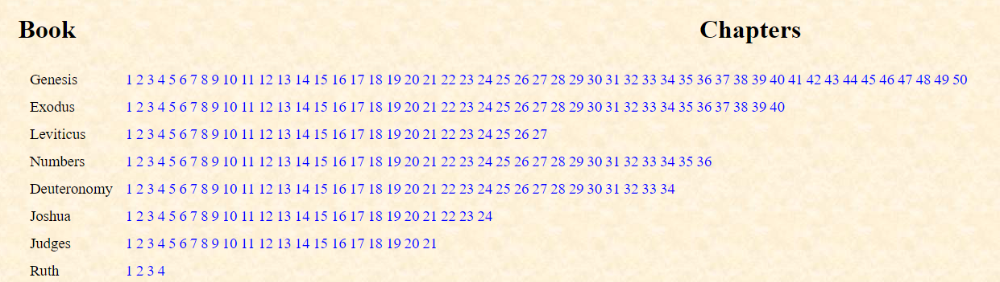 Book Chapters
Genesis 1 2 3 4 5 6 7 8 9 10 11 12 13 14 15 16 17 18 19 20 21 22 23 24 25 26 27 28 29 30 31 32 33 34 35 36 37 38 39 40 41 42 43 44 45 46 47 48 49 50
Exodus 1 2 3 4 5 6 7 8 9 10 11 12 13 14 15 16 17 18 19 20 21 22 23 24 25 26 27 28 29 30 31 32 33 34 35 36 37 38 39 40
Leviticus 1 2 3 4 5 6 7 8 9 10 11 12 13 14 15 16 17 18 19 20 21 22 23 24 25 26 27
Numbers 1 2 3 4 5 6 7 8 9 10 11 12 13 14 15 16 17 18 19 20 21 22 23 24 25 26 27 28 29 30 31 32 33 34 35 36
Deuteronomy 1 2 3 4 5 6 7 8 9 10 11 12 13 14 15 16 17 18 19 20 21 22 23 24 25 26 27 28 29 30 31 32 33 34
Joshua 1 2 3 4 5 6 7 8 9 10 11 12 13 14 15 16 17 18 19 20 21 22 23 24
Judges 1 2 3 4 5 6 7 8 9 10 11 12 13 14 15 16 17 18 19 20 21
Ruth 1 2 3 4